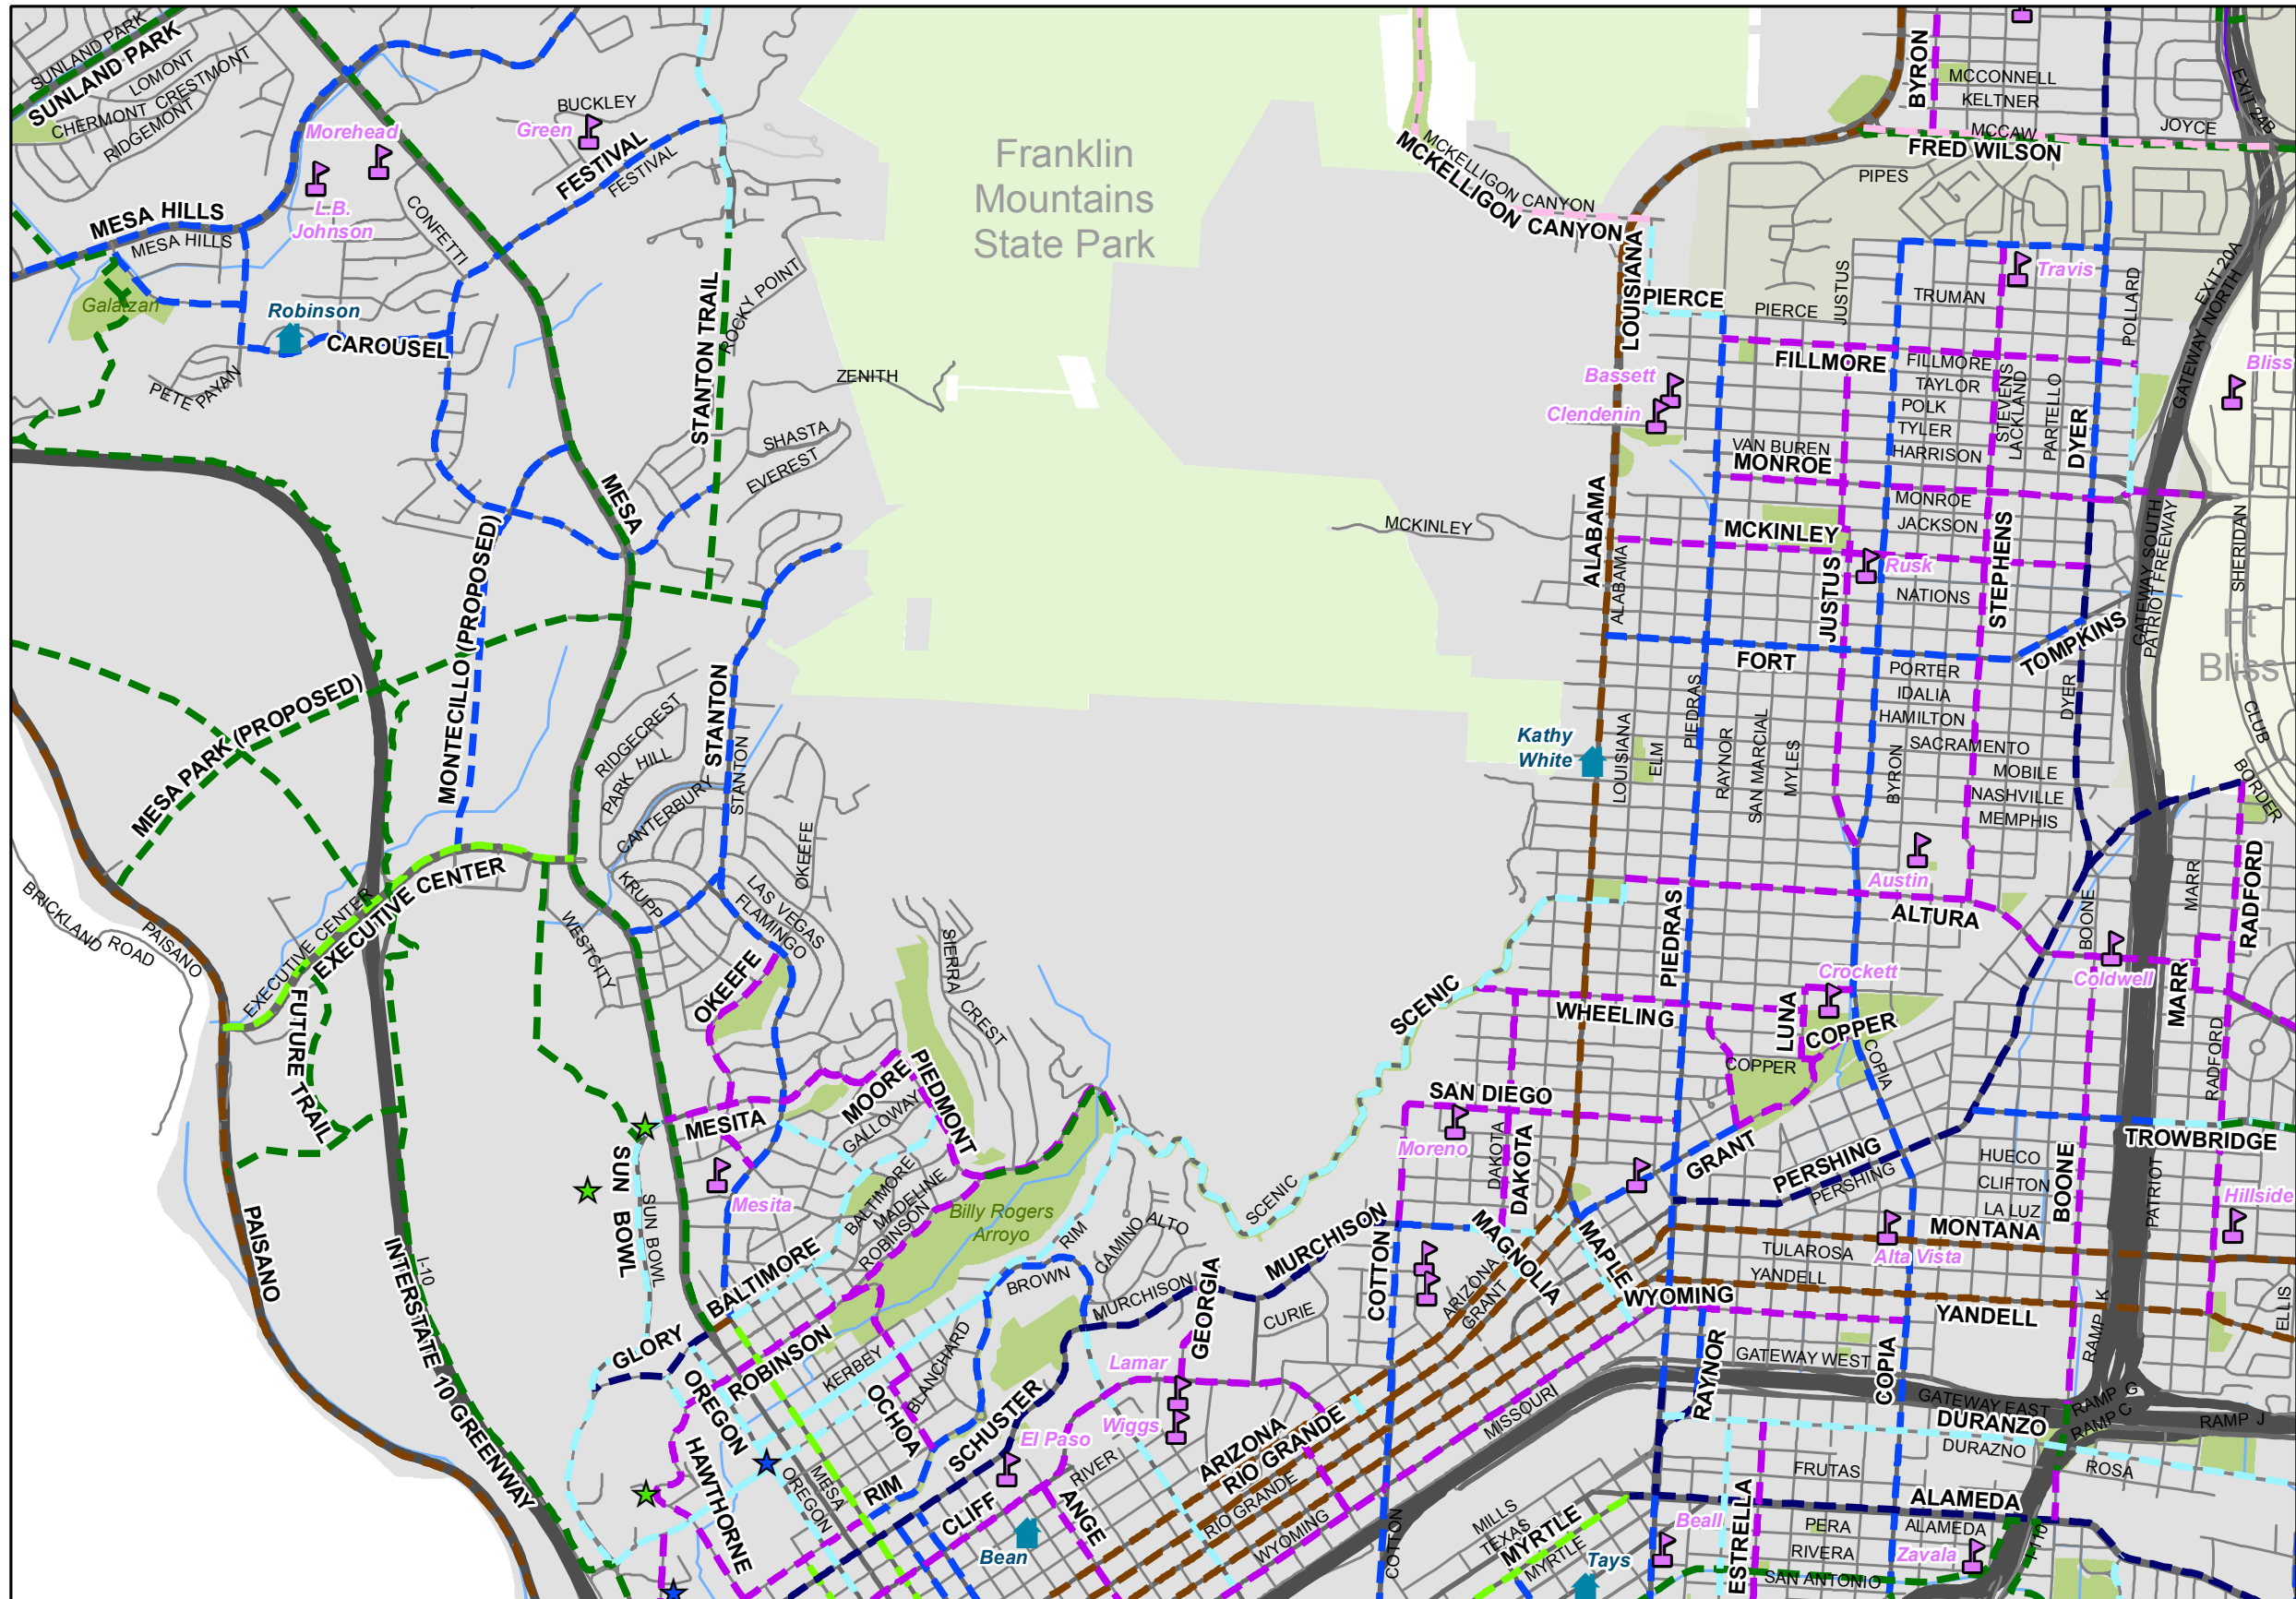 SUNLAND PARK
SUNLAND PARK
LOMONT
CHERMONT
CRESTMONT
RIDGEMONT
Morehead
Green
BUCKLEY
FESTIVAL
FESTIVAL
L.B.
Johnson
MESA HILLS
MESA HILLS
CONFETTI
Galatzan
Robinson
CAROUSEL
PETE PAYAN
STANTON TRAIL
ROCKY POINT
ZENITH
SHASTA
EVEREST
MESA
Franklin
Mountains
State Park
MCKELLIGON CANYON
MCKELLIGON CANYON
BYRON
MCCONNELL
KELTNER
MCCAW
JOYCE
FRED WILSON
EXIT 24B
PIPES
LOUISIANA
PIERCE
PIERCE
JUSTUS
TRUMAN
Travis
POLLARD
EXIT 20A
GATEWAY NORTH
FILLMORE
FILLMORE
TAYLOR
POLK
TYLER
HARRISON
STEVENS
LACKLAND
PARTELLO
DYER
Bliss
Bassett
Clendenin
VAN BUREN
MONROE
MONROE
JACKSON
MCKINLEY
MCKINLEY
ALABAMA
ALABAMA
Rusk
JUSTUS
NATIONS
STEPHENS
GATEWAY SOUTH
PATRIOT FREEWAY
SHERIDAN
Ft
Bliss
FORT
TOMPKINS
PORTER
IDALIA
HAMILTON
SACRAMENTO
MOBILE
NASHVILLE
MEMPHIS
DYER
CLUB
BORDER
Kathy
White
LOUISIANA
ELM
PIEDRAS
RAYNOR
SAN MARCIAL
MYLES
BYRON
Austin
ALTURA
BOONE
MARR
RADFORD
Coldwell
MARR
RADFORD
MONTECILLO (PROPOSED)
MESA PARK (PROPOSED)
RIDGECREST
PARK HILL
STANTON
STANTON
CANTERBURY
OKEEFE
KRUPP
LAS VEGAS
FLAMINGO
WESTCITY
OKEEFE
SIERRA CREST
BRICKLAND ROAD
PAISANO
EXECUTIVE CENTER
EXECUTIVE CENTER
FUTURE TRAIL
MOORE
GALLOWAY
PIEDMONT
MESITA
Mesita
SUN BOWL
SUN BOWL
BALTIMORE
MADELINE
ROBINSON
Billy Rogers
Arroyo
BALTIMORE
RIM
CAMINO ALTO
BROWN
SCENIC
SCENIC
PIEDRAS
WHEELING
LUNA
Crockett
COPPER
COPPER
COPIA
SAN DIEGO
Moreno
DAKOTA
DAKOTA
GRANT
PERSHING
PERSHING
TROWBRIDGE
HUECO
CLIFTON
LA LUZ
BOONE
PATRIOT
Hillside
MONTANA
Alta Vista
TULAROSA
YANDELL
YANDELL
WYOMING
MAPLE
MAGNOLIA
ARIZONA
GRANT
COTTON
MURCHISON
MURCHISON
GEORGIA
CURIE
PAISANO
INTERSTATE 10 GREENWAY
I-10
GLORY
OREGON
ROBINSON
KERBEY
OCHOA
BLANCHARD
SCHUSTER
Lamar
Wiggs
El Paso
HAWTHORNE
OREGON
MESA
RIM
CLIFF
RIVER
ANGE
Bean
ARIZONA
RIO GRANDE
RIO GRANDE
WYOMING
MISSOURI
COTTON
GATEWAY WEST
RAYNOR
COPIA
GATEWAY EAST
RAMP K
RAMP G
RAMP C
RAMP J
ELLIS
DURANZO
DURAZNO
ROSA
FRUTAS
ALAMEDA
ALAMEDA
PERA
RIVERA
SAN ANTONIO
Zavala
I-110
ESTRELLA
Beall
Tays
MILLS
TEXAS
MYRTLE
MYRTLE